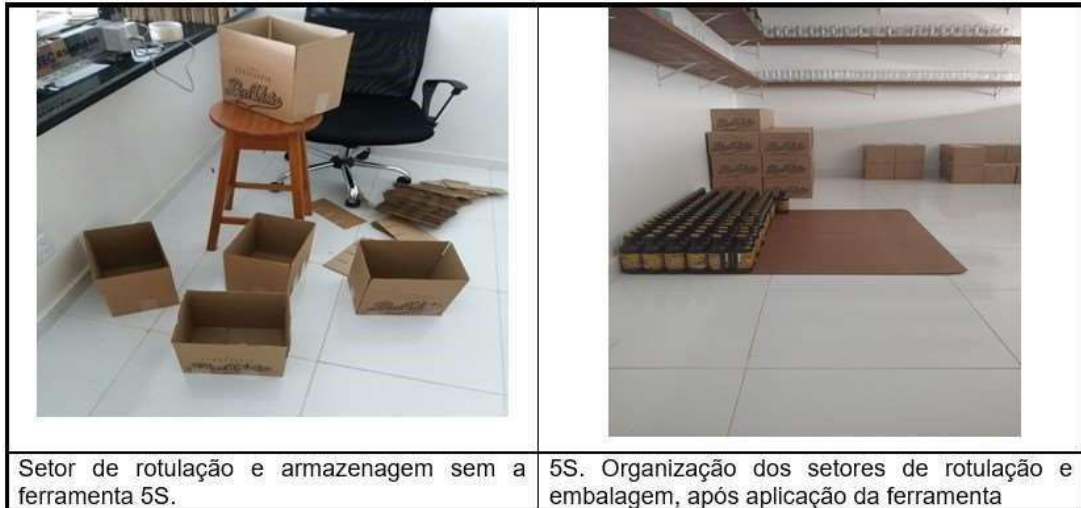 Setor de rotulação e armazenagem sem a
ferramenta 5S.
5S. Organização dos setores de rotulação e
embalagem, após aplicação da ferramenta